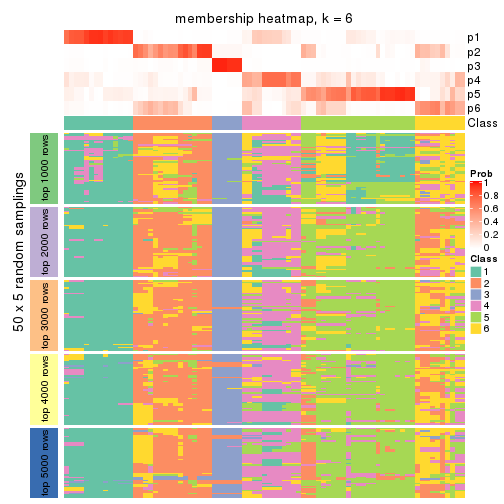 membership heatmap, k = 6
p1
p2
p3
p4
p5
p6
Class
50 x 5 random samplings
top 1000 rows
top 2000 rows
top 3000 rows
top 4000 rows
top 5000 rows
Prob
1
0.8
0.6
0.4
0.2
0
Class
1
2
3
4
5
6